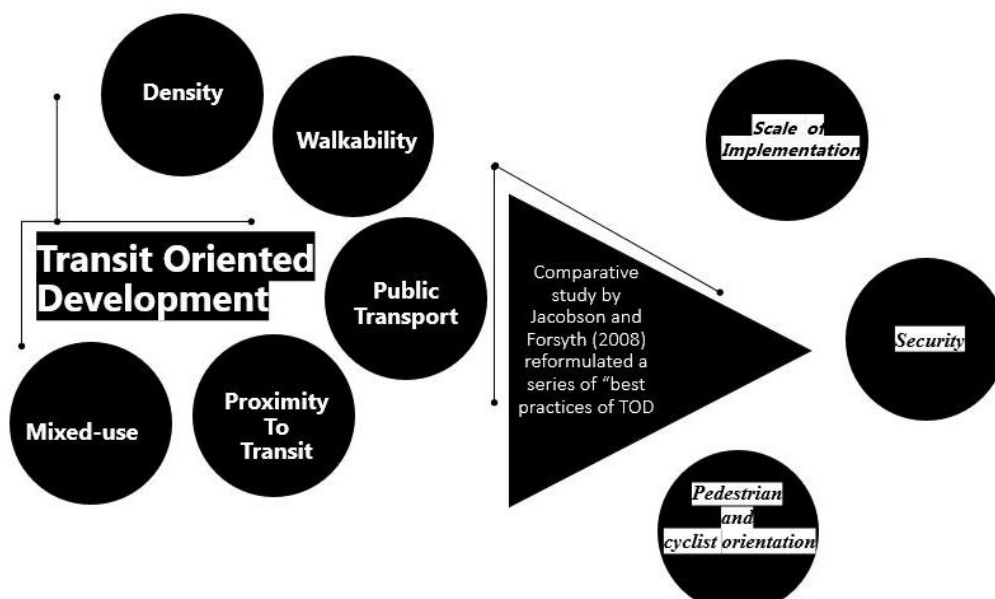 Density
Walkability
Transit Oriented
Development
Public
Transport
Mixed-use
Proximity
To
Transit
Comparative
study by
Jacobson and
Forsyth (2008)
reformulated a
series of “best
practices of TOD
Scale of
Implementation
Security
Pedestrian
and
cyclist orientation